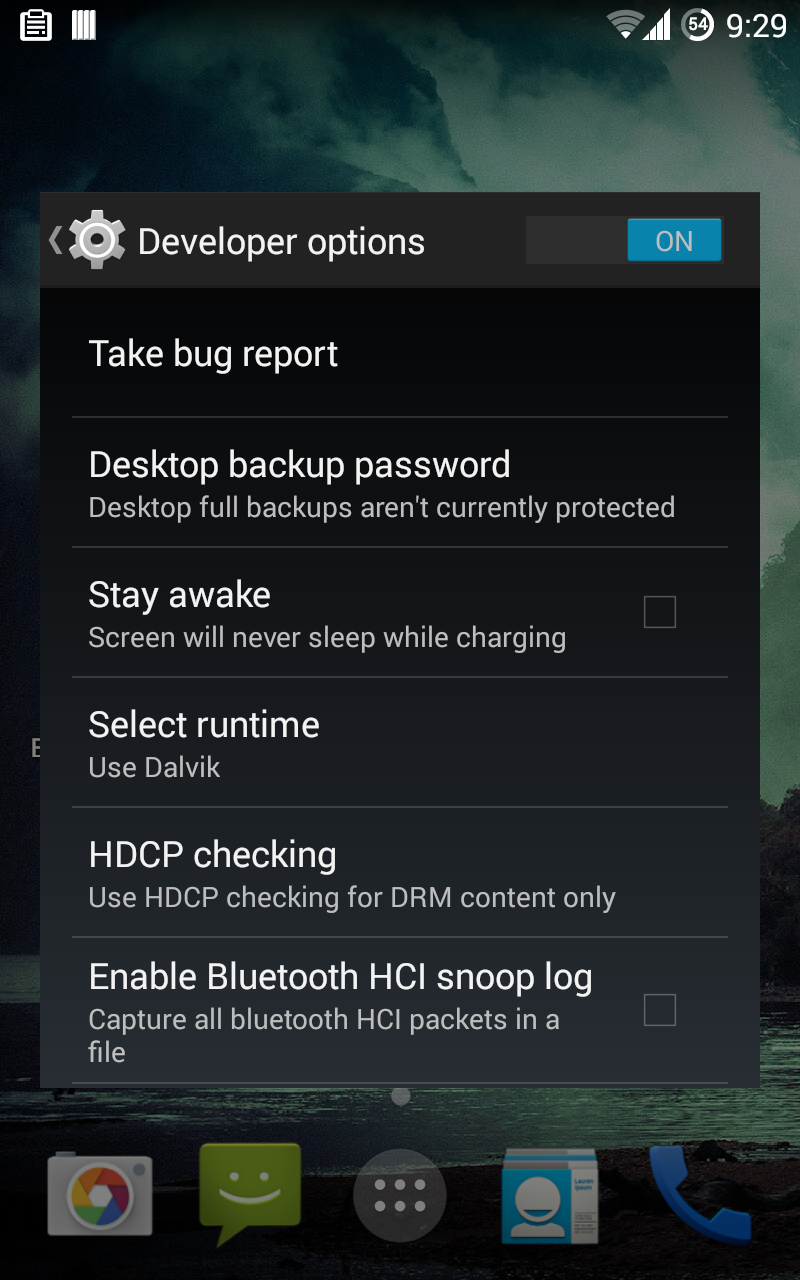 54 9:29
Developer options
ON
Take bug report
Desktop backup password
Desktop full backups aren't currently protected
Stay awake
Screen will never sleep while charging
Select runtime
Use Dalvik
HDCP checking
Use HDCP checking for DRM content only
Enable Bluetooth HCI snoop log
Capture all bluetooth HCI packets in a
file
Lauren
Ipsum